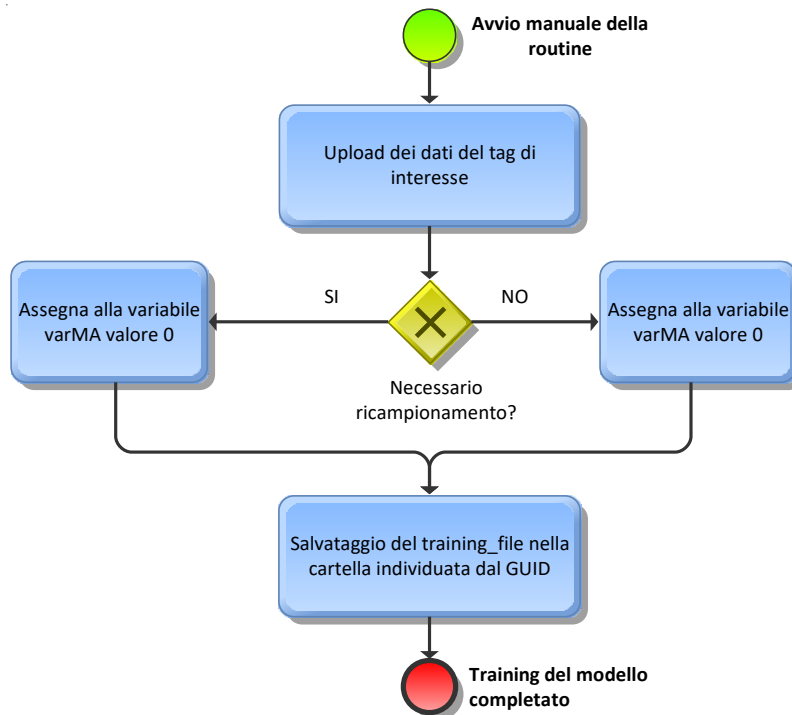 Avvio manuale della
routine
Upload dei dati del tag di
interesse
SI
NO
Assegna alla variabile
varMA valore 0
Assegna alla variabile
varMA valore 0
Necessario
ricampionamento?
Salvataggio del training_file nella
cartella individuata dal GUID
Training del modello
completato